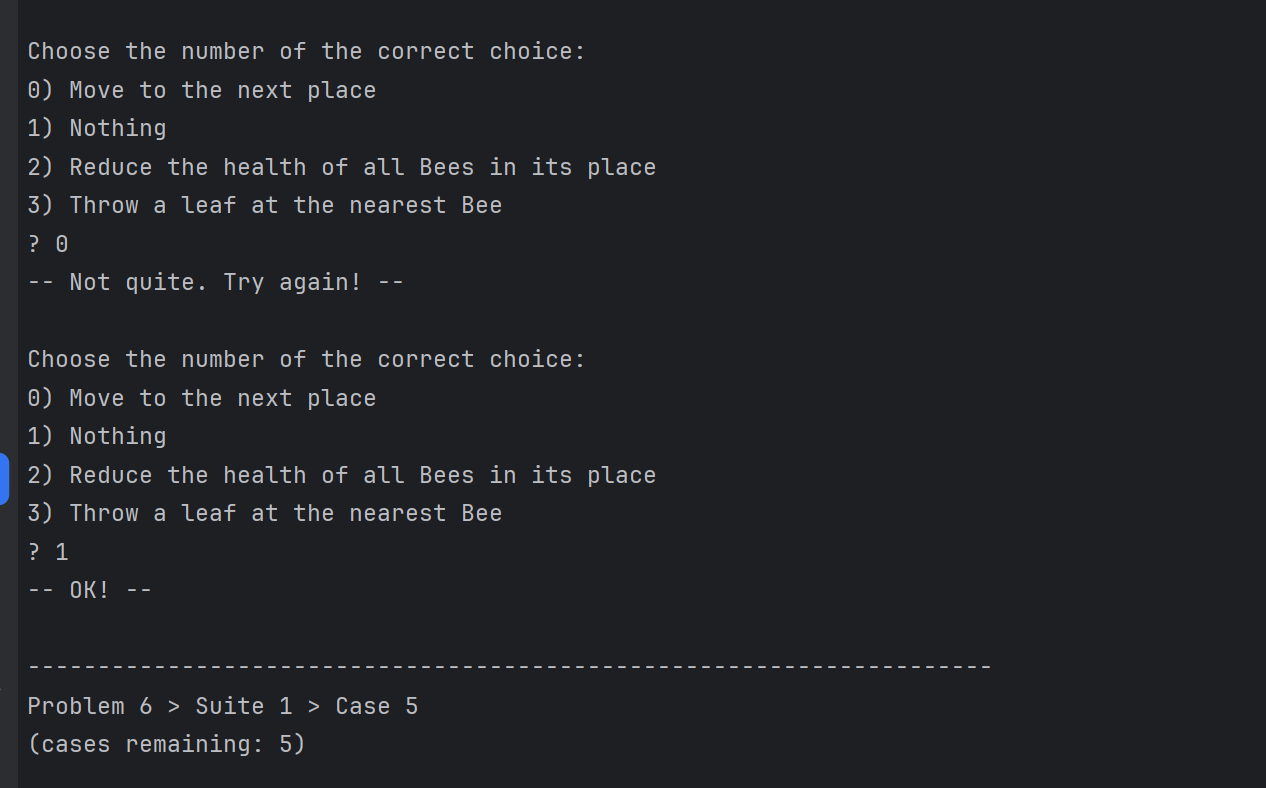 Choose the number of the correct choice:
0) Move to the next place
1) Nothing
2) Reduce the health of all Bees in its place
3) Throw a leaf at the nearest Bee
? 0
-- Not quite. Try again! --
Choose the number of the correct choice:
0) Move to the next place
1) Nothing
2) Reduce the health of all Bees in its place
3) Throw a leaf at the nearest Bee
? 1
-- OK! --
---------------------------------------------------------------------
Problem 6 > Suite 1 > Case 5
(cases remaining: 5)